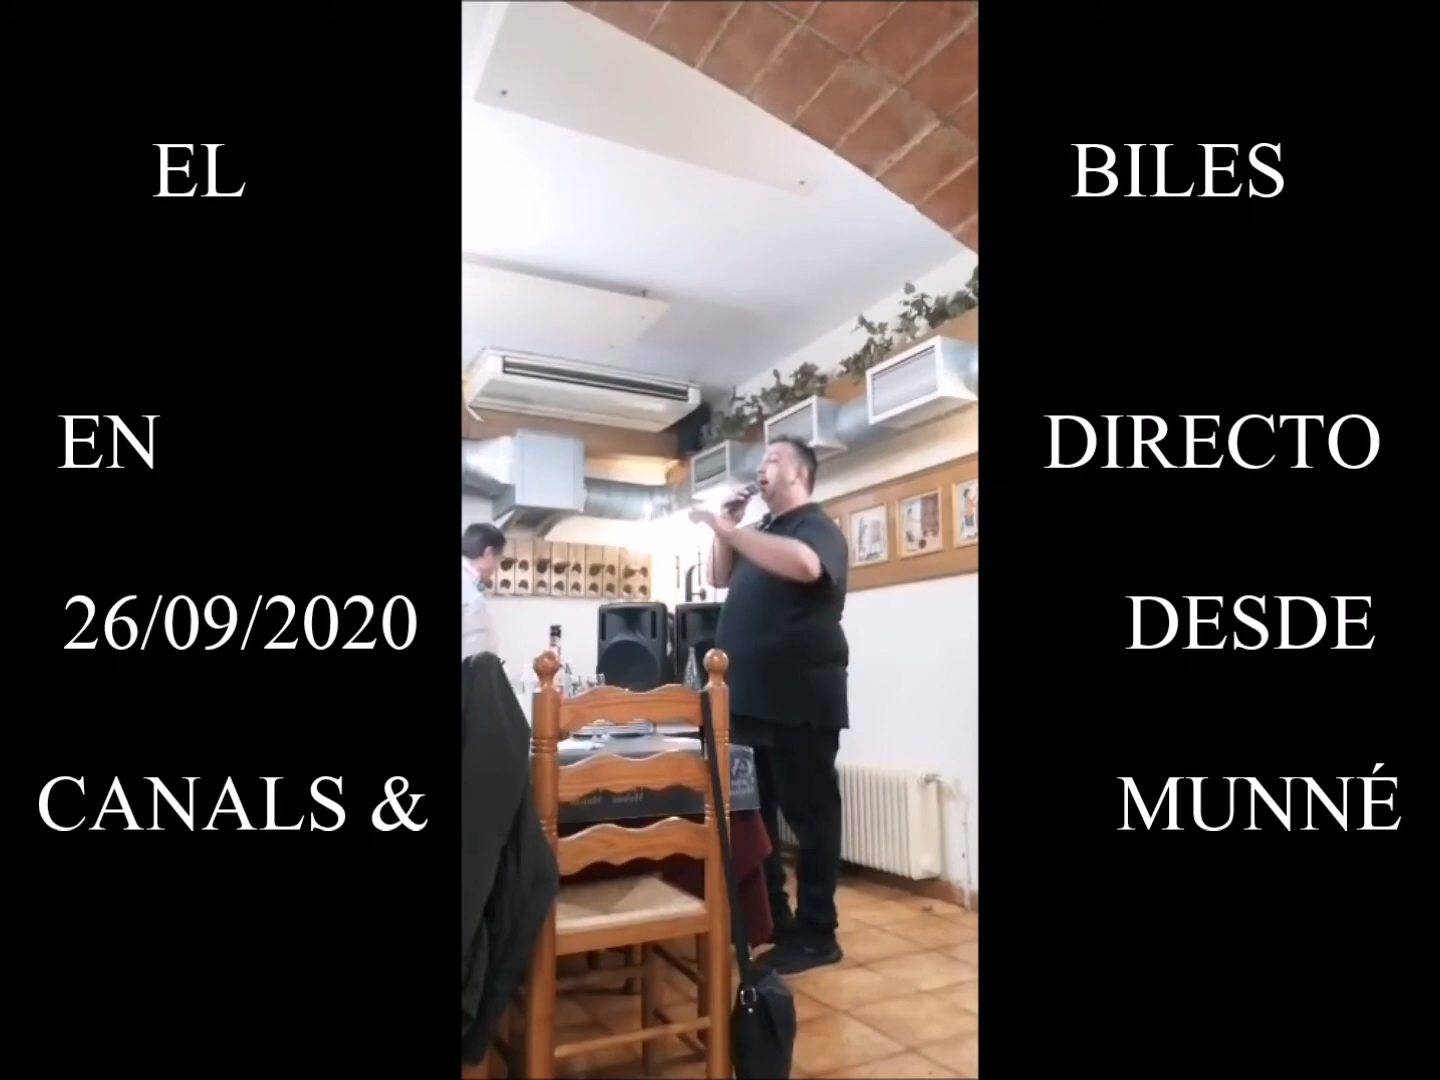 EL BILES
EN DIRECTO
26/09/2020 DESDE
CANALS & MUNNÉ